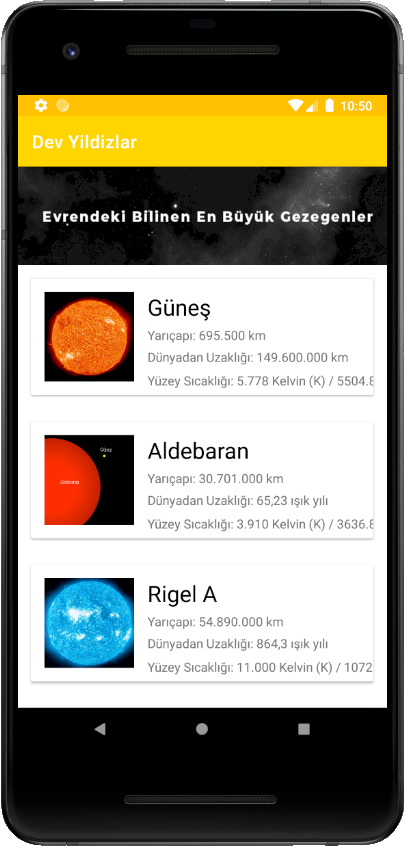 10:50
Dev Yildizlar
Evrendeki Bilinen En Büyük Gezegenler
Güneş
Yarıçapı: 695.500 km
Dünyadan Uzaklığı: 149.600.000 km
Yüzey Sıcaklığı: 5.778 Kelvin (K) / 5504.8
Güneş
Aldebaran
Aldebaran
Yarıçapı: 30.701.000 km
Dünyadan Uzaklığı: 65,23 ışık yılı
Yüzey Sıcaklığı: 3.910 Kelvin (K) / 3636.8
Rigel A
Yarıçapı: 54.890.000 km
Dünyadan Uzaklığı: 864,3 ışık yılı
Yüzey Sıcaklığı: 11.000 Kelvin (K) / 1072